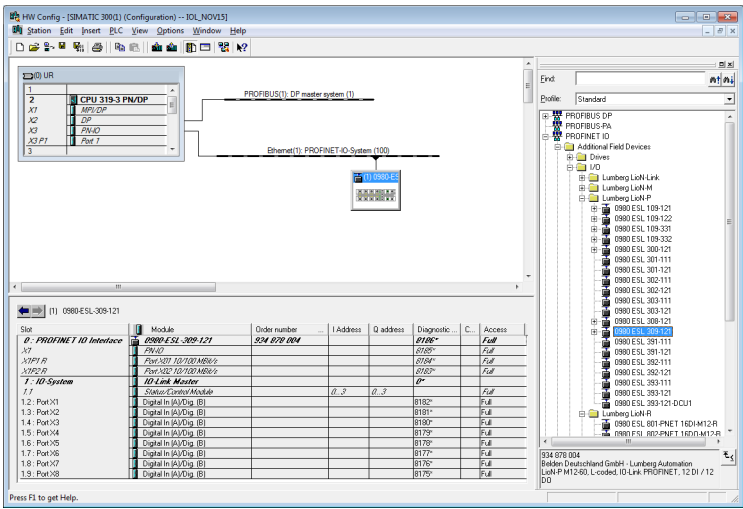 HW Config - [SIMATIC 300(1) (Configuration) -- IOL_NOV15]
Station Edit Insert PLC View Options Window Help
(0) UR
1
2 CPU 319-3 PN/DP
X1 MPI/DP
X2 DP
X3 PN-IO
X3 P1 Port 1
3
PROFIBUS(1): DP master system (1)
Ethernet(1): PROFINET-IO-System (100)
(1) 0980-ES
Find:
Profile: Standard
PROFIBUS DP
PROFIBUS-PA
PROFINET IO
Additional Field Devices
Drives
I/O
Lumberg LioN-Link
Lumberg LioN-M
Lumberg LioN-P
0980 ESL 109-121
0980 ESL 109-122
0980 ESL 109-331
0980 ESL 109-332
0980 ESL 300-121
0980 ESL 301-111
0980 ESL 301-121
0980 ESL 302-111
0980 ESL 302-121
0980 ESL 303-111
0980 ESL 303-121
0980 ESL 308-121
0980 ESL 309-121
0980 ESL 391-111
0980 ESL 391-121
0980 ESL 392-111
0980 ESL 392-121
0980 ESL 393-111
0980 ESL 393-121
0980 ESL 393-121-DCU1
Lumberg LioN-R
0980 ESL 801-PNET 16DI-M12-R
0980 ESL 802-PNET 16DO-M12-R
934 878 004
Belden Deutschland GmbH - Lumberg Automation
LioN-P M12-60, L-coded, IO-Link PROFINET, 12 DI / 12
DO
(1) 0980-ESL-309-121
Slot Module Order number ... I Address Q address Diagnostic ... C... Access
0 : PROFINET IO Interface 0980-ESL-309-121 934 878 004 8186* Full
X1 PN-IO 8185* Full
X1P1 R Port X01 10/100 MBit/s 8184* Full
X1P2 R Port X02 10/100 MBit/s 8183* Full
1 : IO-System IO-Link Master 0*
1.1 Status/Control Module 0...3 0...3 Full
1.2 : Port X1 Digital In (A)/Dig. (B) 8182* Full
1.3 : Port X2 Digital In (A)/Dig. (B) 8181* Full
1.4 : Port X3 Digital In (A)/Dig. (B) 8180* Full
1.5 : Port X4 Digital In (A)/Dig. (B) 8179* Full
1.6 : Port X5 Digital In (A)/Dig. (B) 8178* Full
1.7 : Port X6 Digital In (A)/Dig. (B) 8177* Full
1.8 : Port X7 Digital In (A)/Dig. (B) 8176* Full
1.9 : Port X8 Digital In (A)/Dig. (B) 8175* Full
Press F1 to get Help.